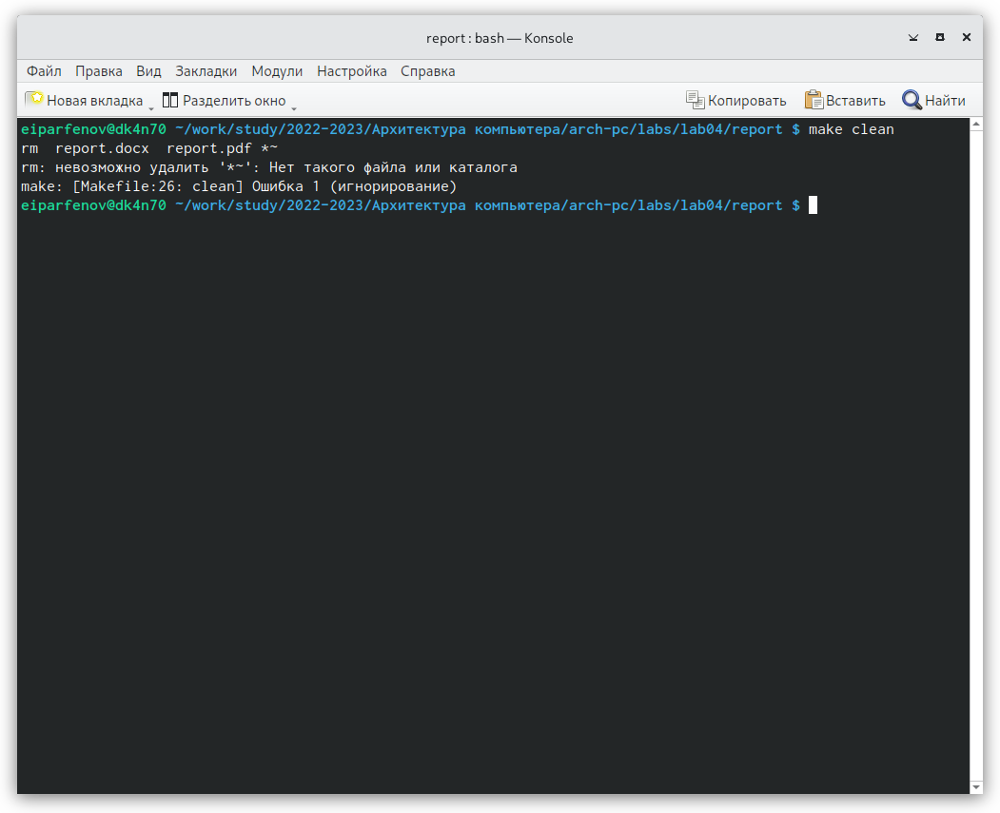 report : bash — Konsole
Файл Правка Вид Закладки Модули Настройка Справка
Новая вкладка Разделить окно Копировать Вставить Найти
eiparfenov@dk4n70 ~/work/study/2022-2023/Архитектура компьютера/arch-pc/labs/lab04/report $ make clean
rm  report.docx  report.pdf *~
rm: невозможно удалить '*~': Нет такого файла или каталога
make: [Makefile:26: clean] Ошибка 1 (игнорирование)
eiparfenov@dk4n70 ~/work/study/2022-2023/Архитектура компьютера/arch-pc/labs/lab04/report $